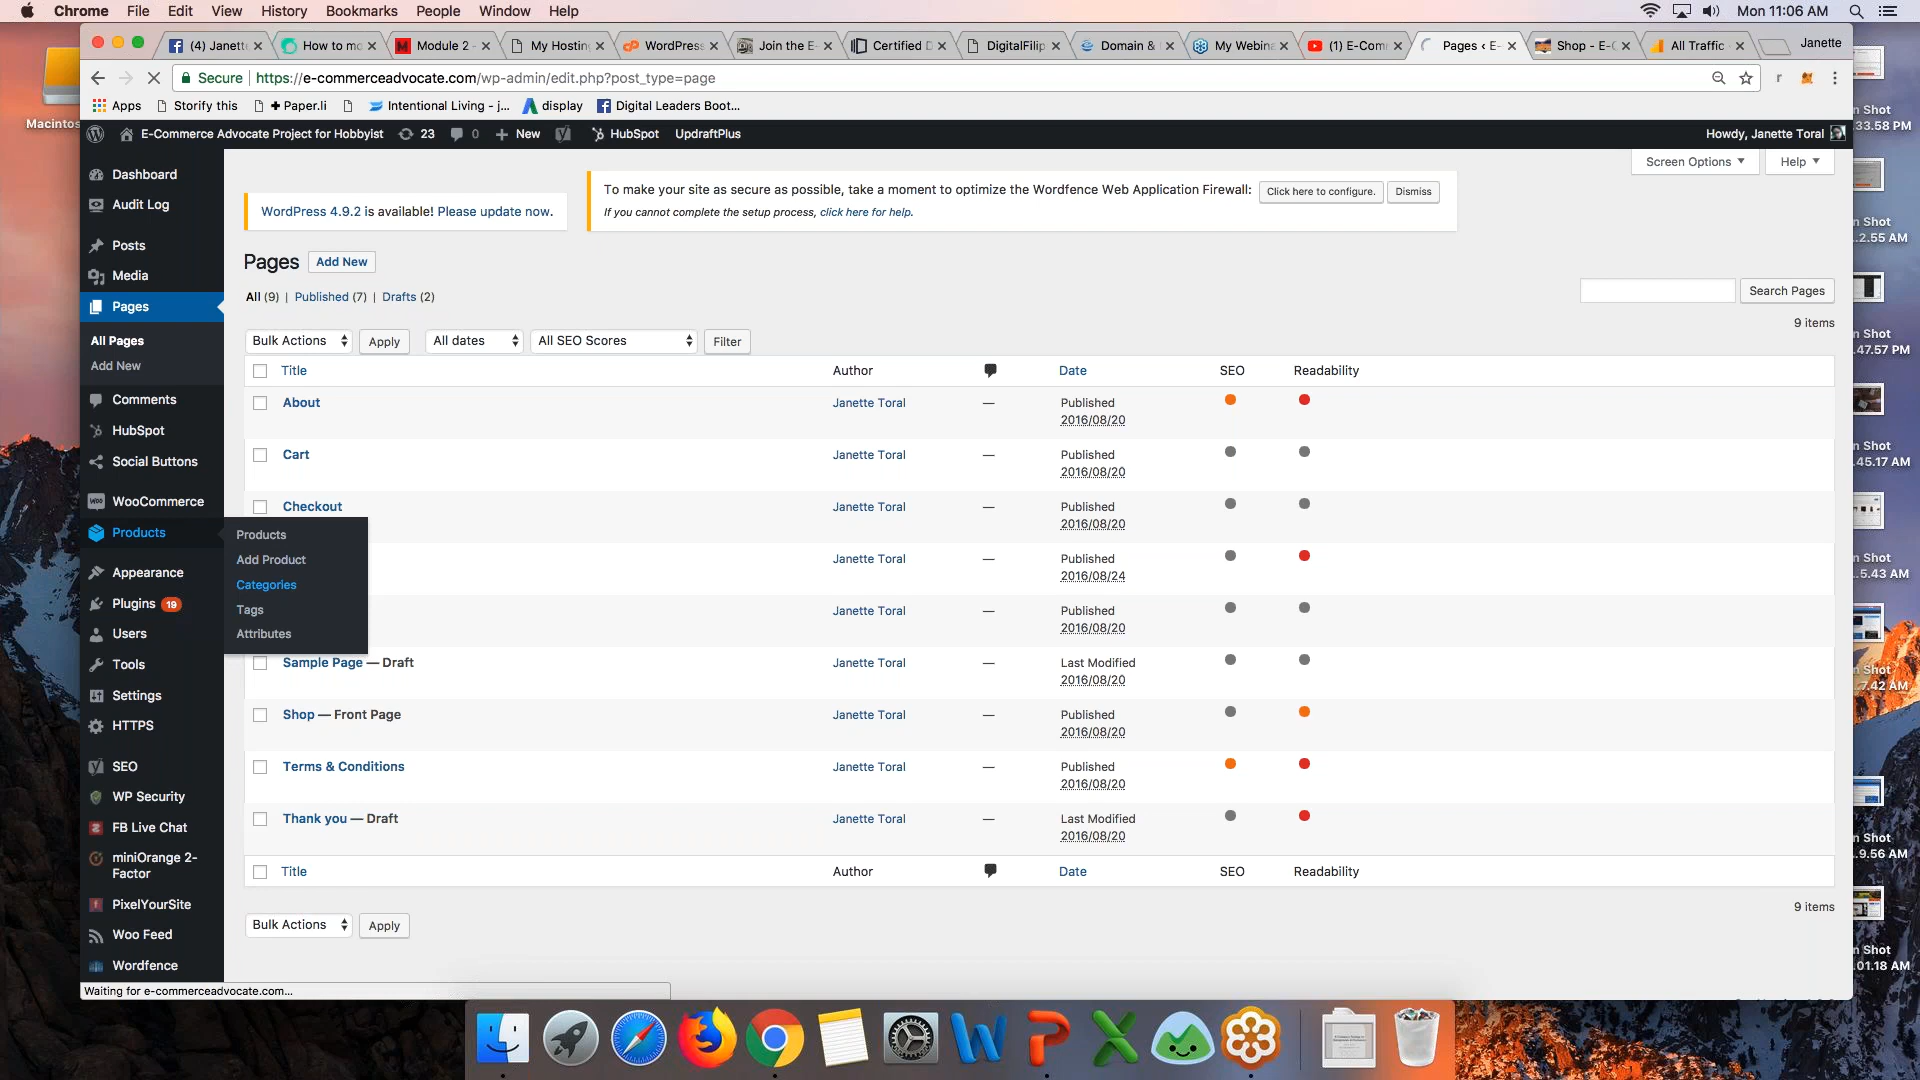 Chrome File Edit View History Bookmarks People Window Help Mon 11:06 AM
(4) Janett How to mo Module 2 - My Hosting WordPress Join the E- Certified D DigitalFilip Domain & My Webina (1) E-Com Pages ‹ E- Shop - E-C All Traffic Janette
Secure https://e-commerceadvocate.com/wp-admin/edit.php?post_type=page
Apps Storify this + Paper.li Intentional Living - j... display Digital Leaders Boot...
E-Commerce Advocate Project for Hobbyist 23 0 + New HubSpot UpdraftPlus Howdy, Janette Toral
Screen Options Help
Macintos
Dashboard
Audit Log
Posts
Media
Pages
All Pages
Add New
Comments
HubSpot
Social Buttons
WooCommerce
Products
Appearance
Plugins 19
Users
Tools
Settings
HTTPS
SEO
WP Security
FB Live Chat
miniOrange 2-
Factor
PixelYourSite
Woo Feed
Wordfence
Products
Add Product
Categories
Tags
Attributes
WordPress 4.9.2 is available! Please update now.
To make your site as secure as possible, take a moment to optimize the Wordfence Web Application Firewall: Click here to configure. Dismiss
If you cannot complete the setup process, click here for help.
Pages Add New
All (9) | Published (7) | Drafts (2)
Search Pages
9 items
Bulk Actions Apply All dates All SEO Scores Filter
Title Author Date SEO Readability
About Janette Toral — Published
2016/08/20
Cart Janette Toral — Published
2016/08/20
Checkout Janette Toral — Published
2016/08/20
Janette Toral — Published
2016/08/24
Janette Toral — Published
2016/08/20
Sample Page — Draft Janette Toral — Last Modified
2016/08/20
Shop — Front Page Janette Toral — Published
2016/08/20
Terms & Conditions Janette Toral — Published
2016/08/20
Thank you — Draft Janette Toral — Last Modified
2016/08/20
Title Author Date SEO Readability
9 items
Bulk Actions Apply
Waiting for e-commerceadvocate.com...
n Shot
.33.58 PM
n Shot
.2.55 AM
n Shot
.47.57 PM
n Shot
.45.17 AM
n Shot
.5.43 AM
n Shot
.7.42 AM
n Shot
.9.56 AM
n Shot
.01.18 AM